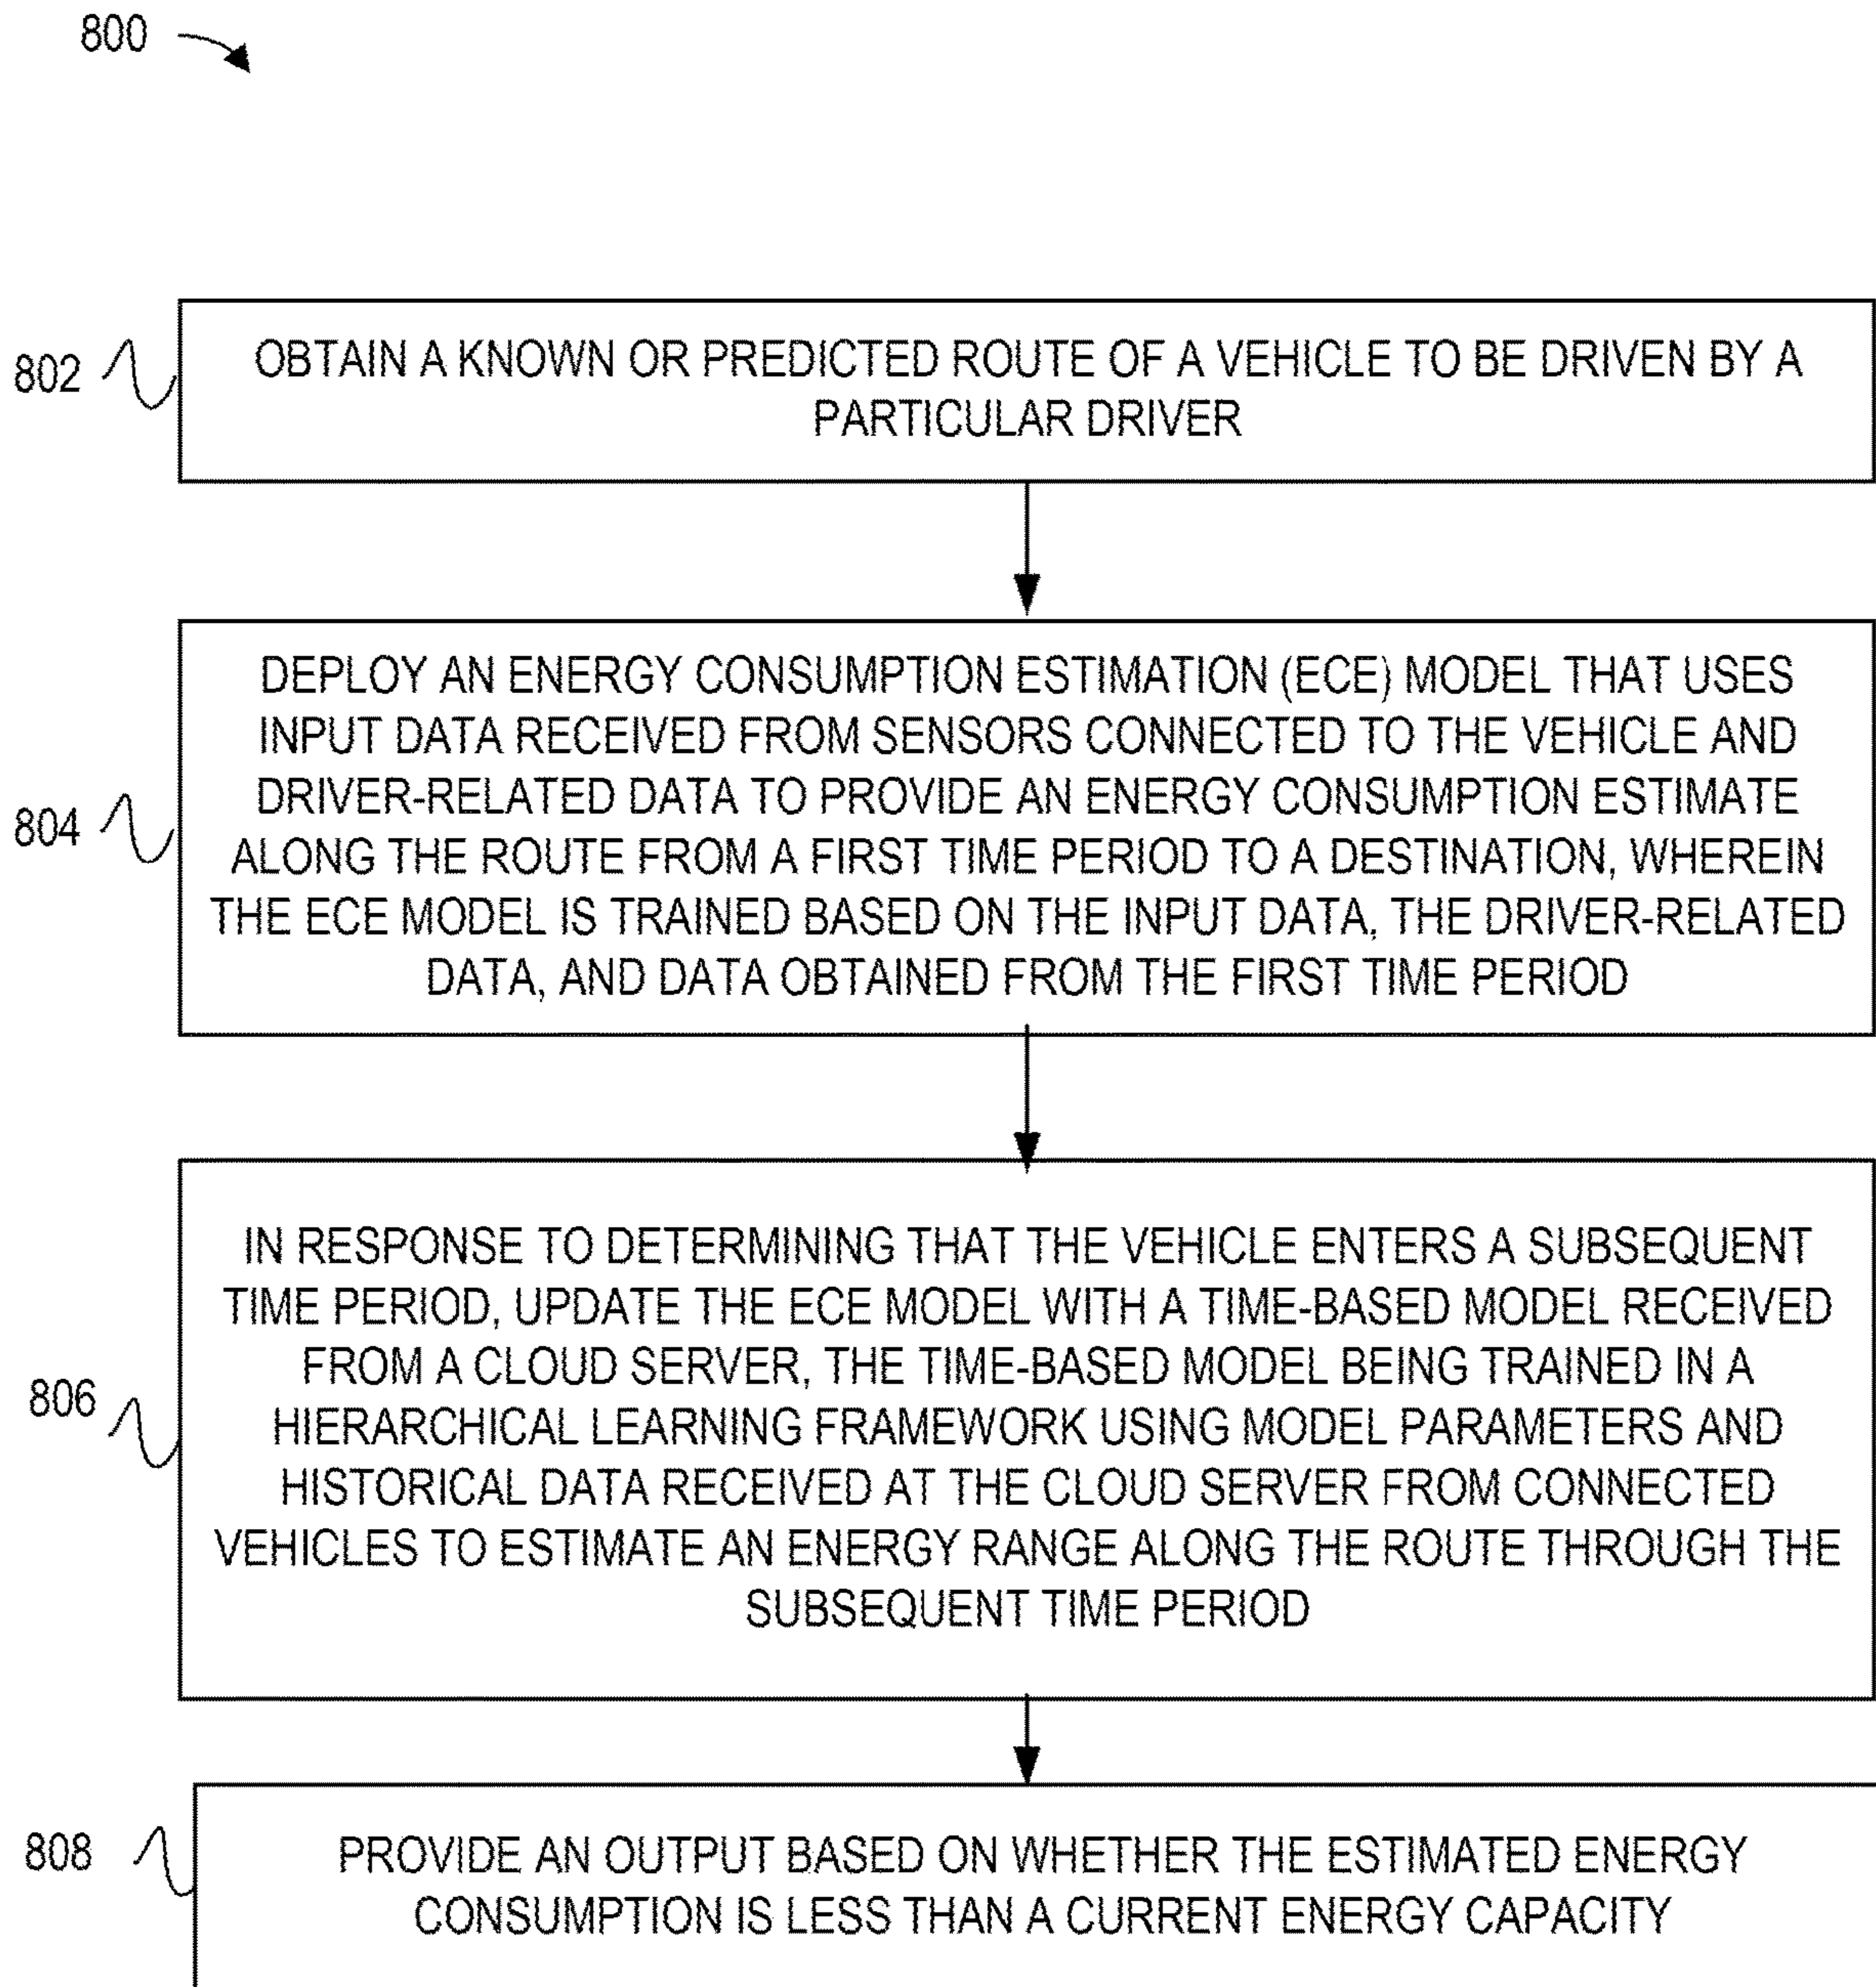 800
802
OBTAIN A KNOWN OR PREDICTED ROUTE OF A VEHICLE TO BE DRIVEN BY A
PARTICULAR DRIVER
804
DEPLOY AN ENERGY CONSUMPTION ESTIMATION (ECE) MODEL THAT USES
INPUT DATA RECEIVED FROM SENSORS CONNECTED TO THE VEHICLE AND
DRIVER-RELATED DATA TO PROVIDE AN ENERGY CONSUMPTION ESTIMATE
ALONG THE ROUTE FROM A FIRST TIME PERIOD TO A DESTINATION, WHEREIN
THE ECE MODEL IS TRAINED BASED ON THE INPUT DATA, THE DRIVER-RELATED
DATA, AND DATA OBTAINED FROM THE FIRST TIME PERIOD
806
IN RESPONSE TO DETERMINING THAT THE VEHICLE ENTERS A SUBSEQUENT
TIME PERIOD, UPDATE THE ECE MODEL WITH A TIME-BASED MODEL RECEIVED
FROM A CLOUD SERVER, THE TIME-BASED MODEL BEING TRAINED IN A
HIERARCHICAL LEARNING FRAMEWORK USING MODEL PARAMETERS AND
HISTORICAL DATA RECEIVED AT THE CLOUD SERVER FROM CONNECTED
VEHICLES TO ESTIMATE AN ENERGY RANGE ALONG THE ROUTE THROUGH THE
SUBSEQUENT TIME PERIOD
808
PROVIDE AN OUTPUT BASED ON WHETHER THE ESTIMATED ENERGY
CONSUMPTION IS LESS THAN A CURRENT ENERGY CAPACITY